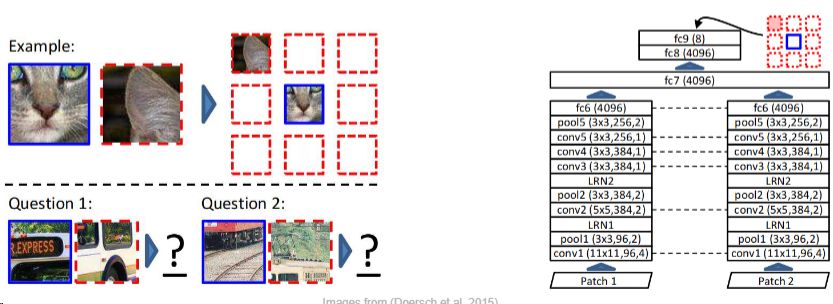 Example:
Question 1:
Question 2:
R.EXPRESS
?
?
fc9 (8)
fc8 (4096)
fc7 (4096)
fc6 (4096)
pool5 (3x3,256,2)
conv5 (3x3,256,1)
conv4 (3x3,384,1)
conv3 (3x3,384,1)
LRN2
pool2 (3x3,384,2)
conv2 (5x5,384,2)
LRN1
pool1 (3x3,96,2)
conv1 (11x11,96,4)
Patch 1
fc6 (4096)
pool5 (3x3,256,2)
conv5 (3x3,256,1)
conv4 (3x3,384,1)
conv3 (3x3,384,1)
LRN2
pool2 (3x3,384,2)
conv2 (5x5,384,2)
LRN1
pool1 (3x3,96,2)
conv1 (11x11,96,4)
Patch 2
Images from (Doersch et al. 2015)